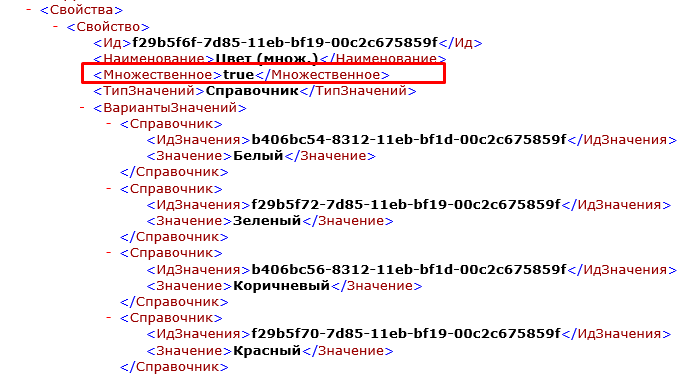 - <Свойства>
- <Свойство>
<Ид>f29b5f6f-7d85-11eb-bf19-00c2c675859f</Ид>
<Наименование>Цвет (множ.)</Наименование>
<Множественное>true</Множественное>
<ТипЗначений>Справочник</ТипЗначений>
- <ВариантыЗначений>
- <Справочник>
<ИдЗначения>b406bc54-8312-11eb-bf1d-00c2c675859f</ИдЗначения>
<Значение>Белый</Значение>
</Справочник>
- <Справочник>
<ИдЗначения>f29b5f72-7d85-11eb-bf19-00c2c675859f</ИдЗначения>
<Значение>Зеленый</Значение>
</Справочник>
- <Справочник>
<ИдЗначения>b406bc56-8312-11eb-bf1d-00c2c675859f</ИдЗначения>
<Значение>Коричневый</Значение>
</Справочник>
- <Справочник>
<ИдЗначения>f29b5f70-7d85-11eb-bf19-00c2c675859f</ИдЗначения>
<Значение>Красный</Значение>
</Справочник>